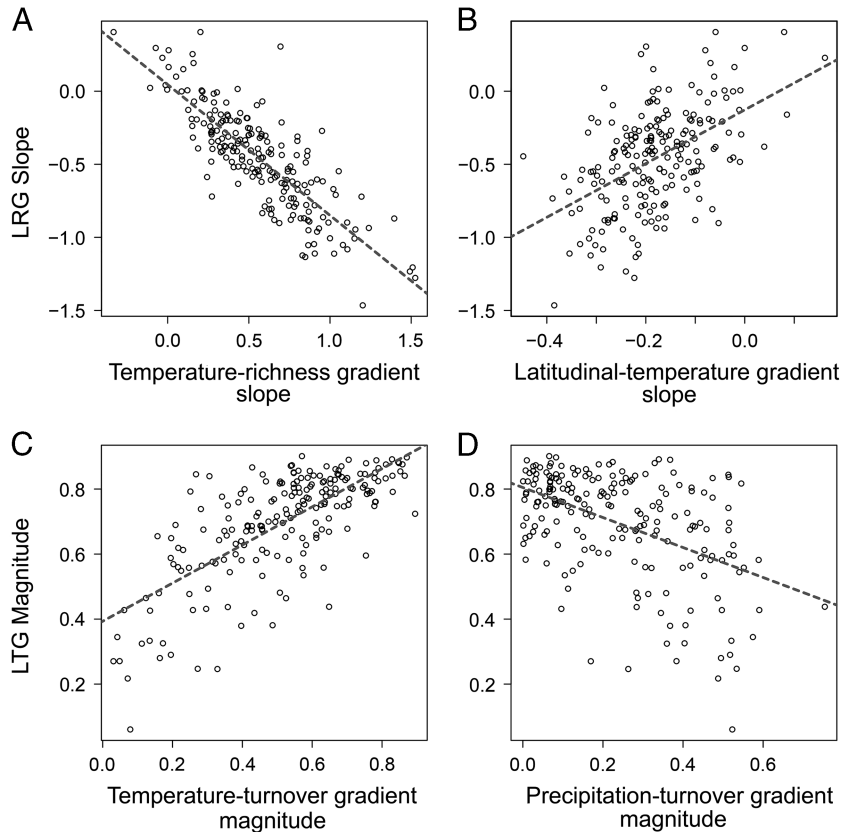 A
B
0.0
−0.5
−1.0
−1.5
LRG Slope
0.0
0.5
1.0
1.5
Temperature-richness gradient
slope
0.0
−0.5
−1.0
−1.5
−0.4
−0.2
0.0
Latitudinal-temperature gradient
slope
C
D
0.8
0.6
0.4
0.2
LTG Magnitude
0.0
0.2
0.4
0.6
0.8
Temperature-turnover gradient
magnitude
0.8
0.6
0.4
0.2
0.0
0.2
0.4
0.6
Precipitation-turnover gradient
magnitude